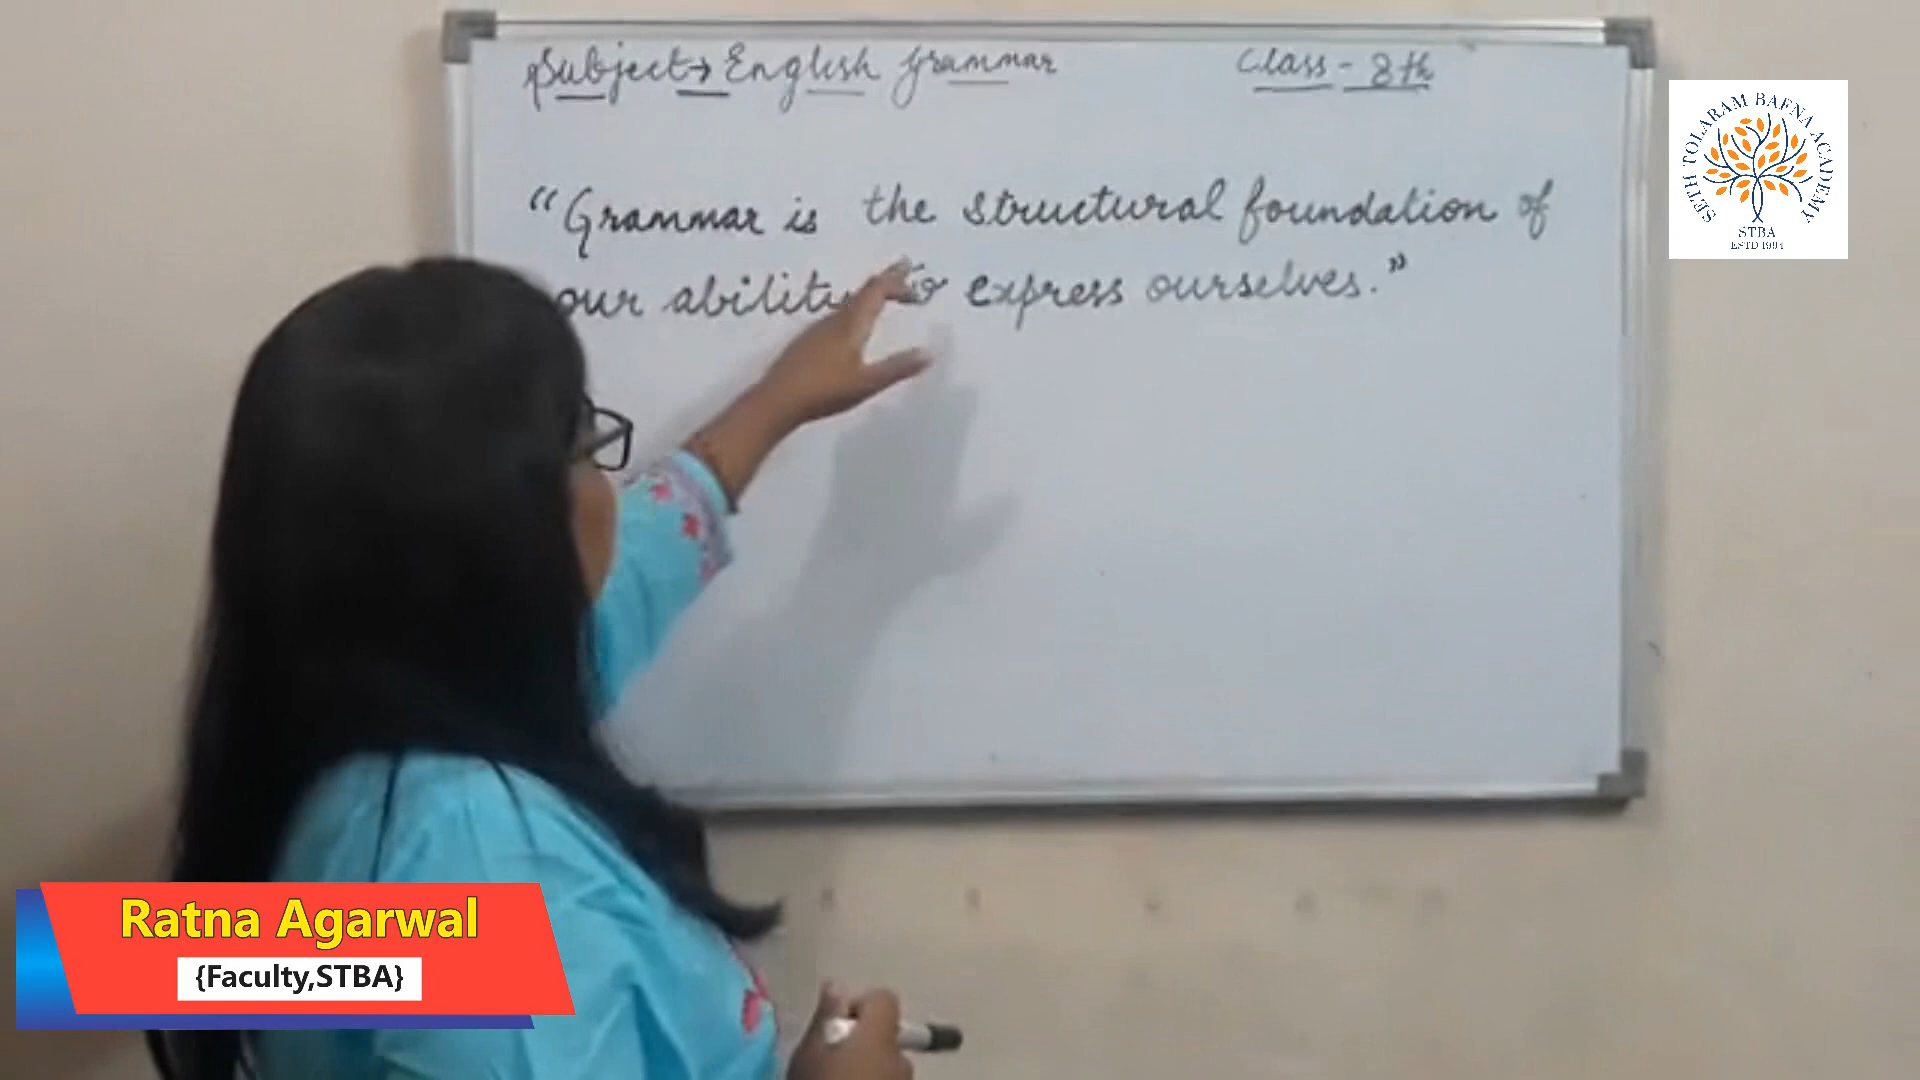 Subject → English Grammar
Class - 8th
"Grammar is the structural foundation of
our ability to express ourselves."
SETH TOLARAM BAFNA ACADEMY
STBA
ESTD 1994
Ratna Agarwal
{Faculty,STBA}